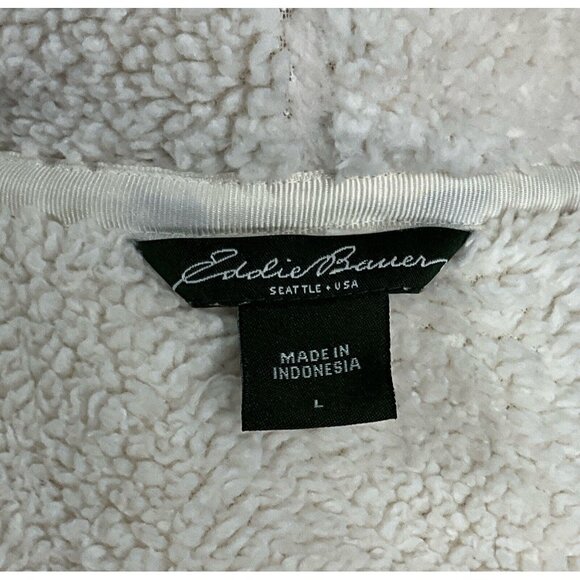 Eddie Bauer
SEATTLE • USA
MADE IN
INDONESIA
L